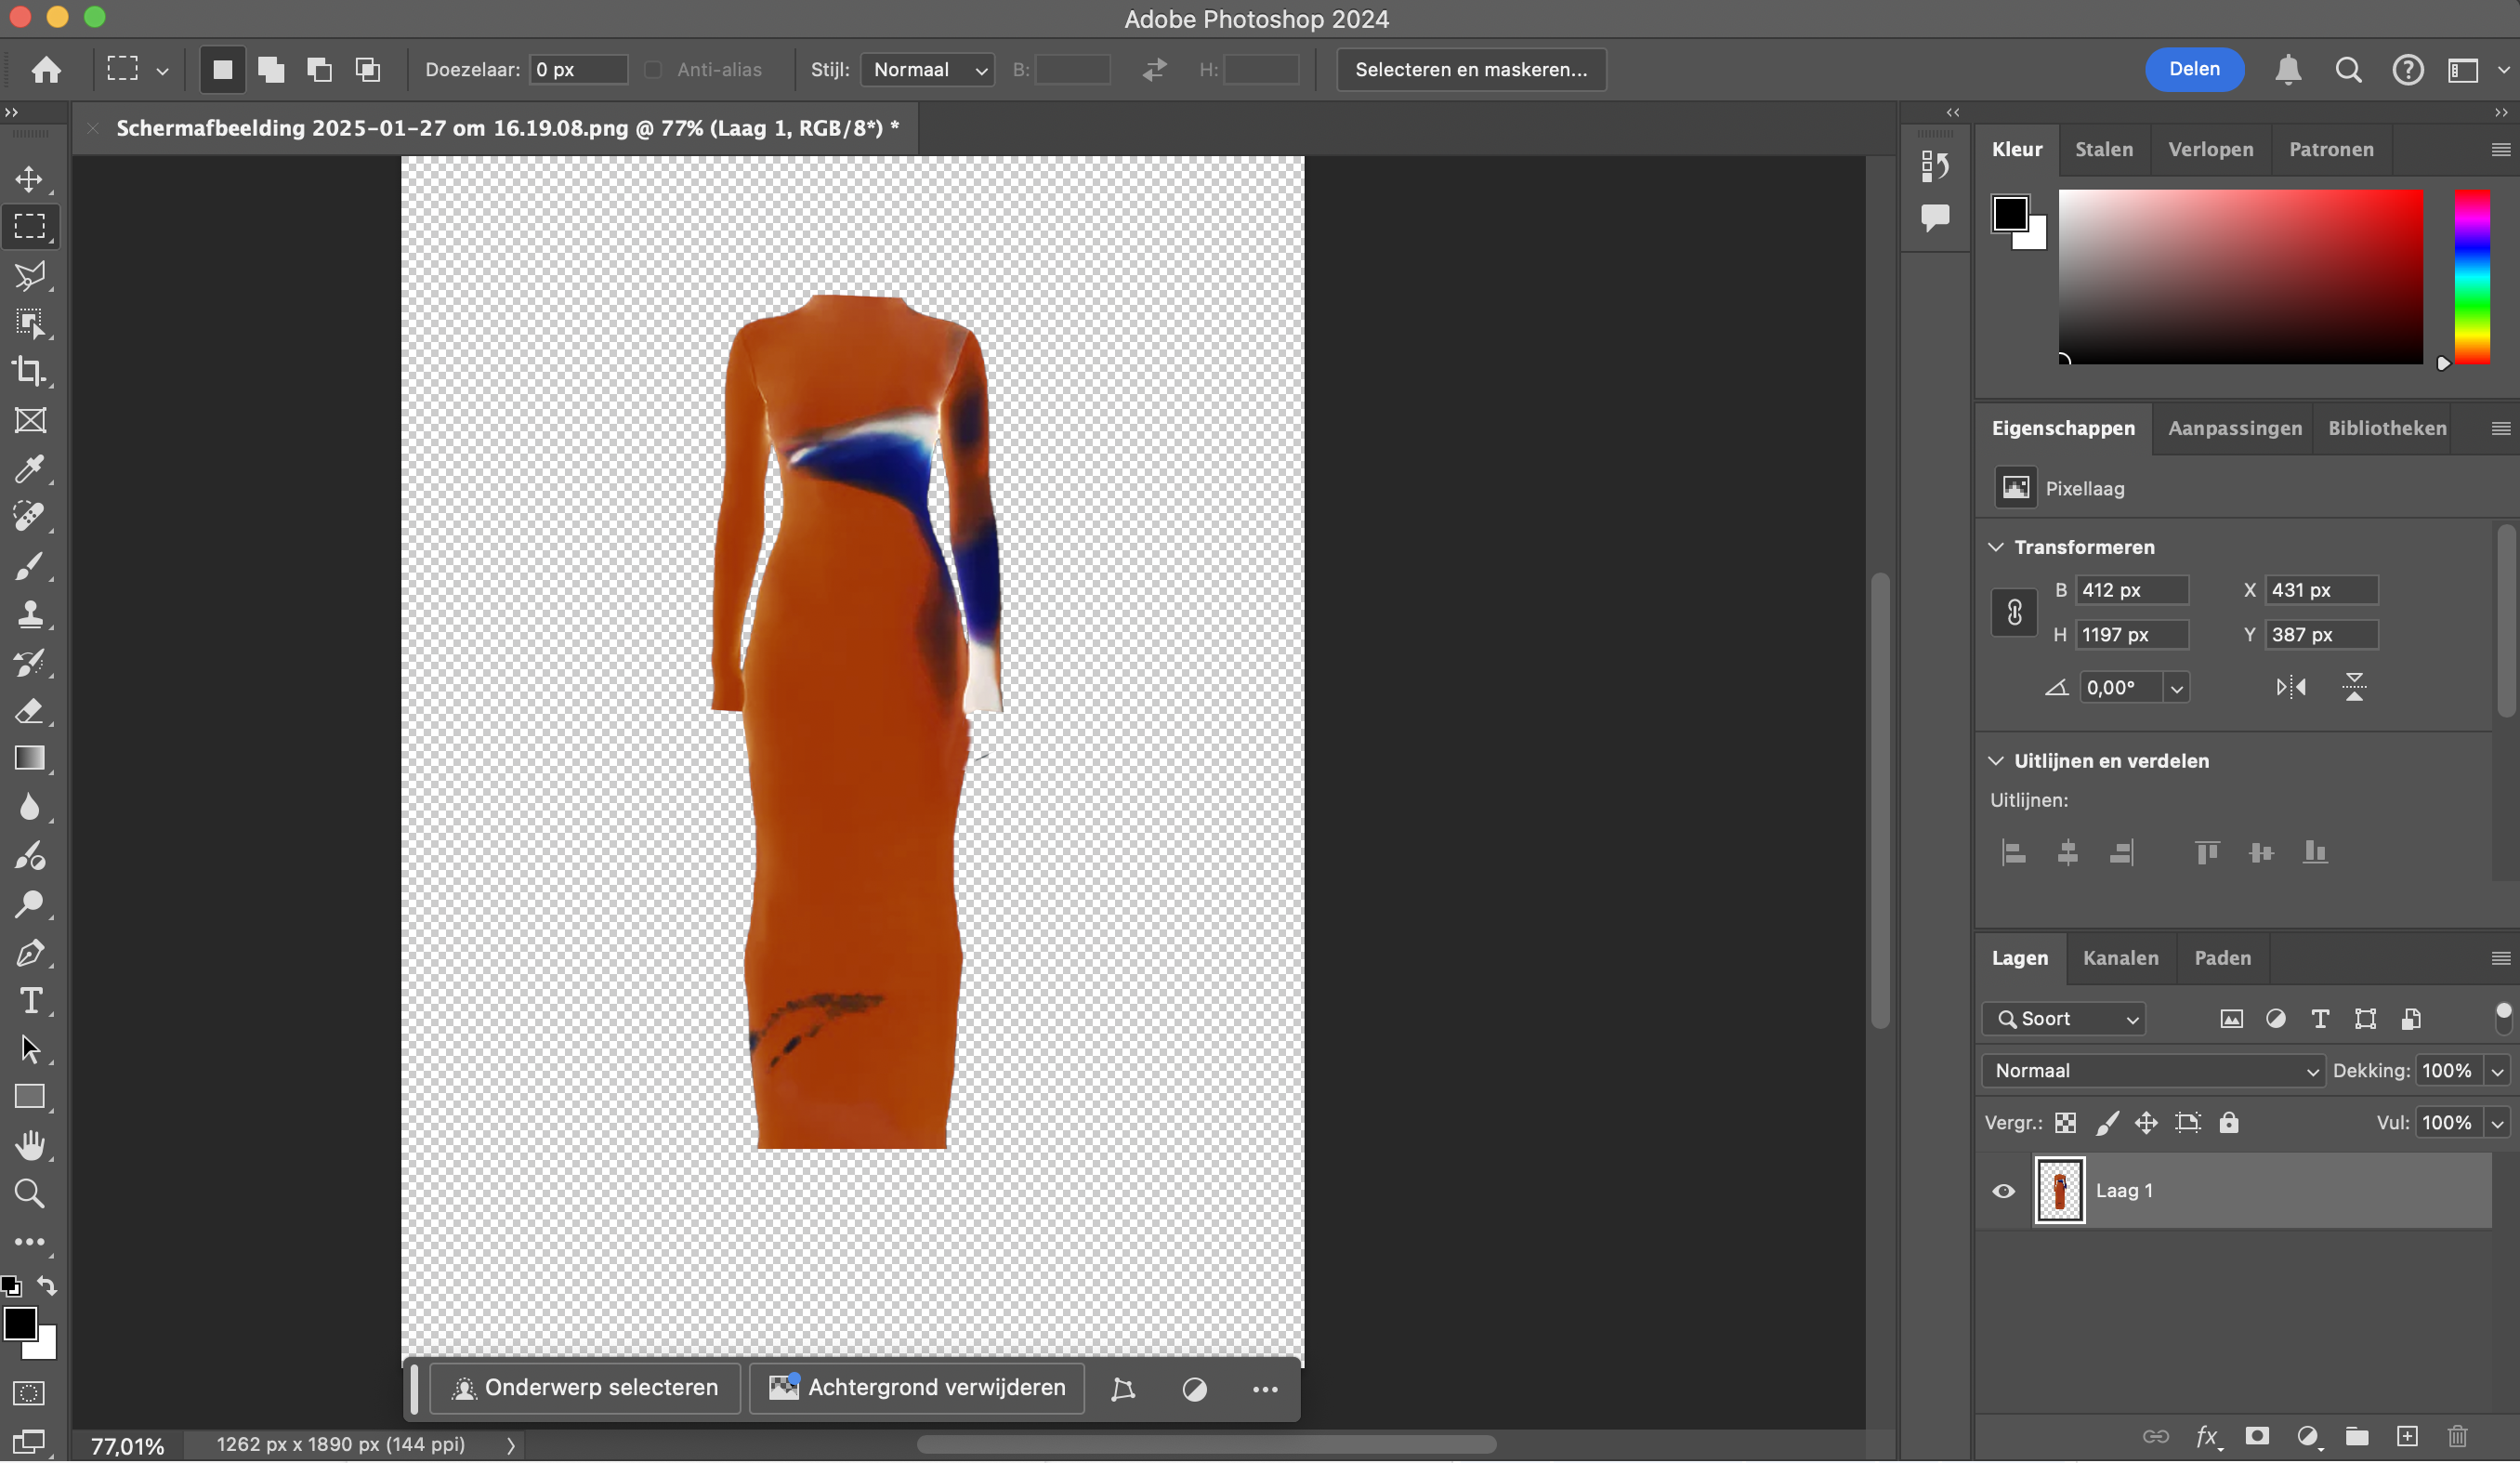 Adobe Photoshop 2024
Doezelaar: 0 px Anti-alias Stijl: Normaal B: H: Selecteren en maskeren... Delen
Schermafbeelding 2025-01-27 om 16.19.08.png @ 77% (Laag 1, RGB/8*) *
Kleur Stalen Verlopen Patronen
Eigenschappen Aanpassingen Bibliotheken
Pixellaag
Transformeren
B 412 px X 431 px
H 1197 px Y 387 px
0,00°
Uitlijnen en verdelen
Uitlijnen:
Lagen Kanalen Paden
Soort
Normaal Dekking: 100%
Vergr.: Vul: 100%
Laag 1
Onderwerp selecteren Achtergrond verwijderen
77,01% 1262 px x 1890 px (144 ppi)
fx